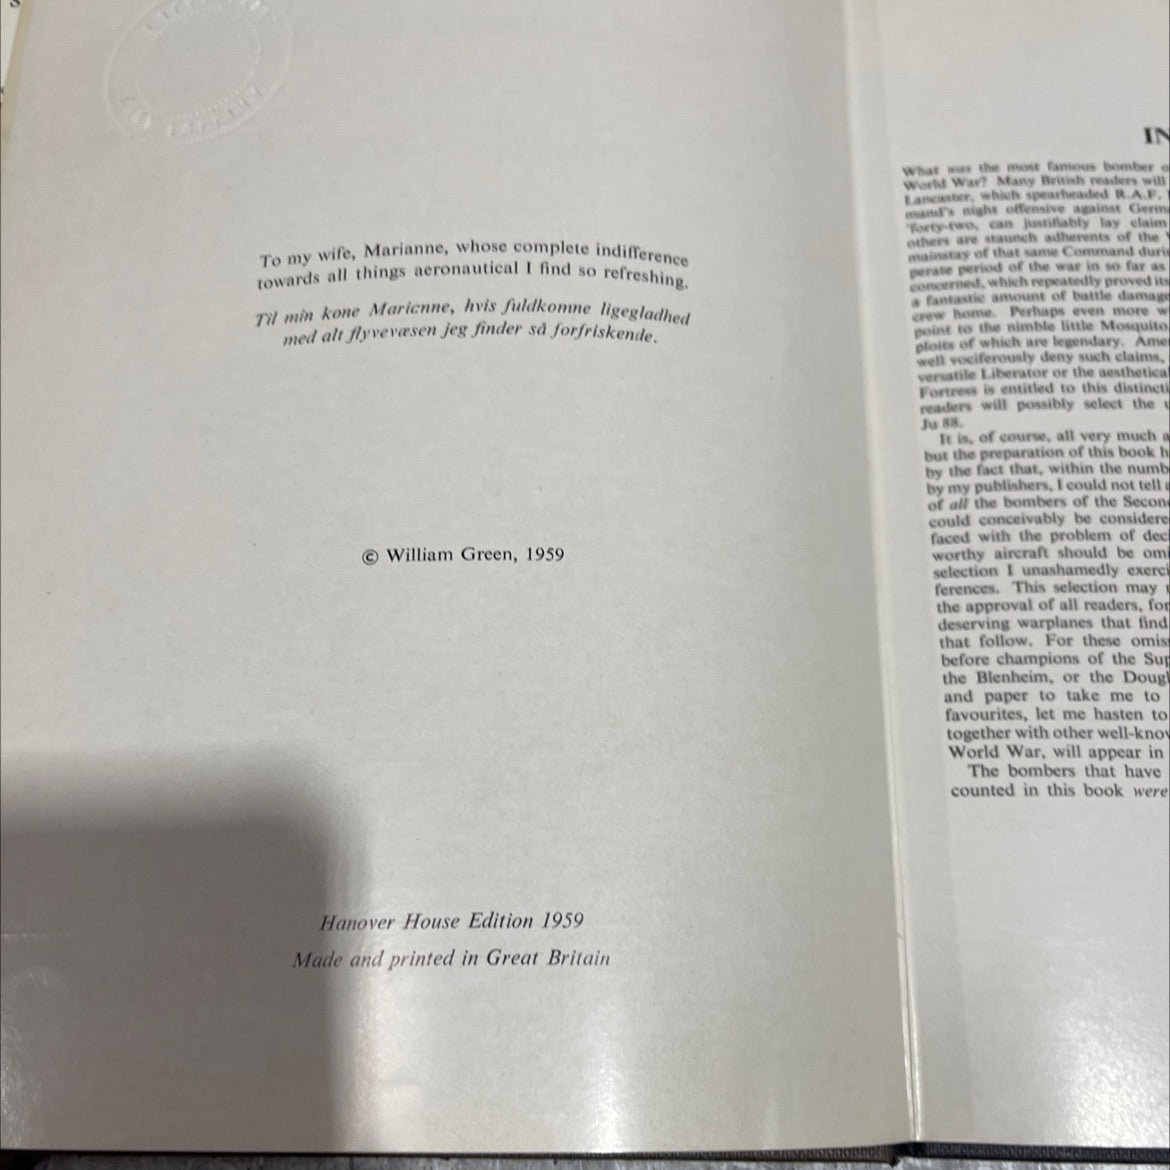 To my wife, Marianne, whose complete indifference
towards all things aeronautical I find so refreshing.
Til min kone Marianne, hvis fuldkomne ligegladhed
med alt flyvevæsen jeg finder så forfriskende.
© William Green, 1959
Hanover House Edition 1959
Made and printed in Great Britain
IN
What was the most famous bomber o
World War? Many British readers will
Lancaster, which spearheaded R.A.F.
mand's night offensive against Germ
'forty-two, can justifiably lay claim
others are staunch adherents of the
mainstay of that same Command duri
perate period of the war in so far as
concerned, which repeatedly proved its
a fantastic amount of battle damag
crew home. Perhaps even more w
point to the nimble little Mosquito
ploits of which are legendary. Ame
well vociferously deny such claims,
versatile Liberator or the aesthetical
Fortress is entitled to this distincti
readers will possibly select the u
Ju 88.
It is, of course, all very much a
but the preparation of this book h
by the fact that, within the numb
by my publishers, I could not tell
of all the bombers of the Secon
could conceivably be considere
faced with the problem of dec
worthy aircraft should be om
selection I unashamedly exerci
ferences. This selection may
the approval of all readers, for
deserving warplanes that find
that follow. For these omis
before champions of the Sup
the Blenheim, or the Doug
and paper to take me to
favourites, let me hasten to
together with other well-know
World War, will appear in
The bombers that have
counted in this book were